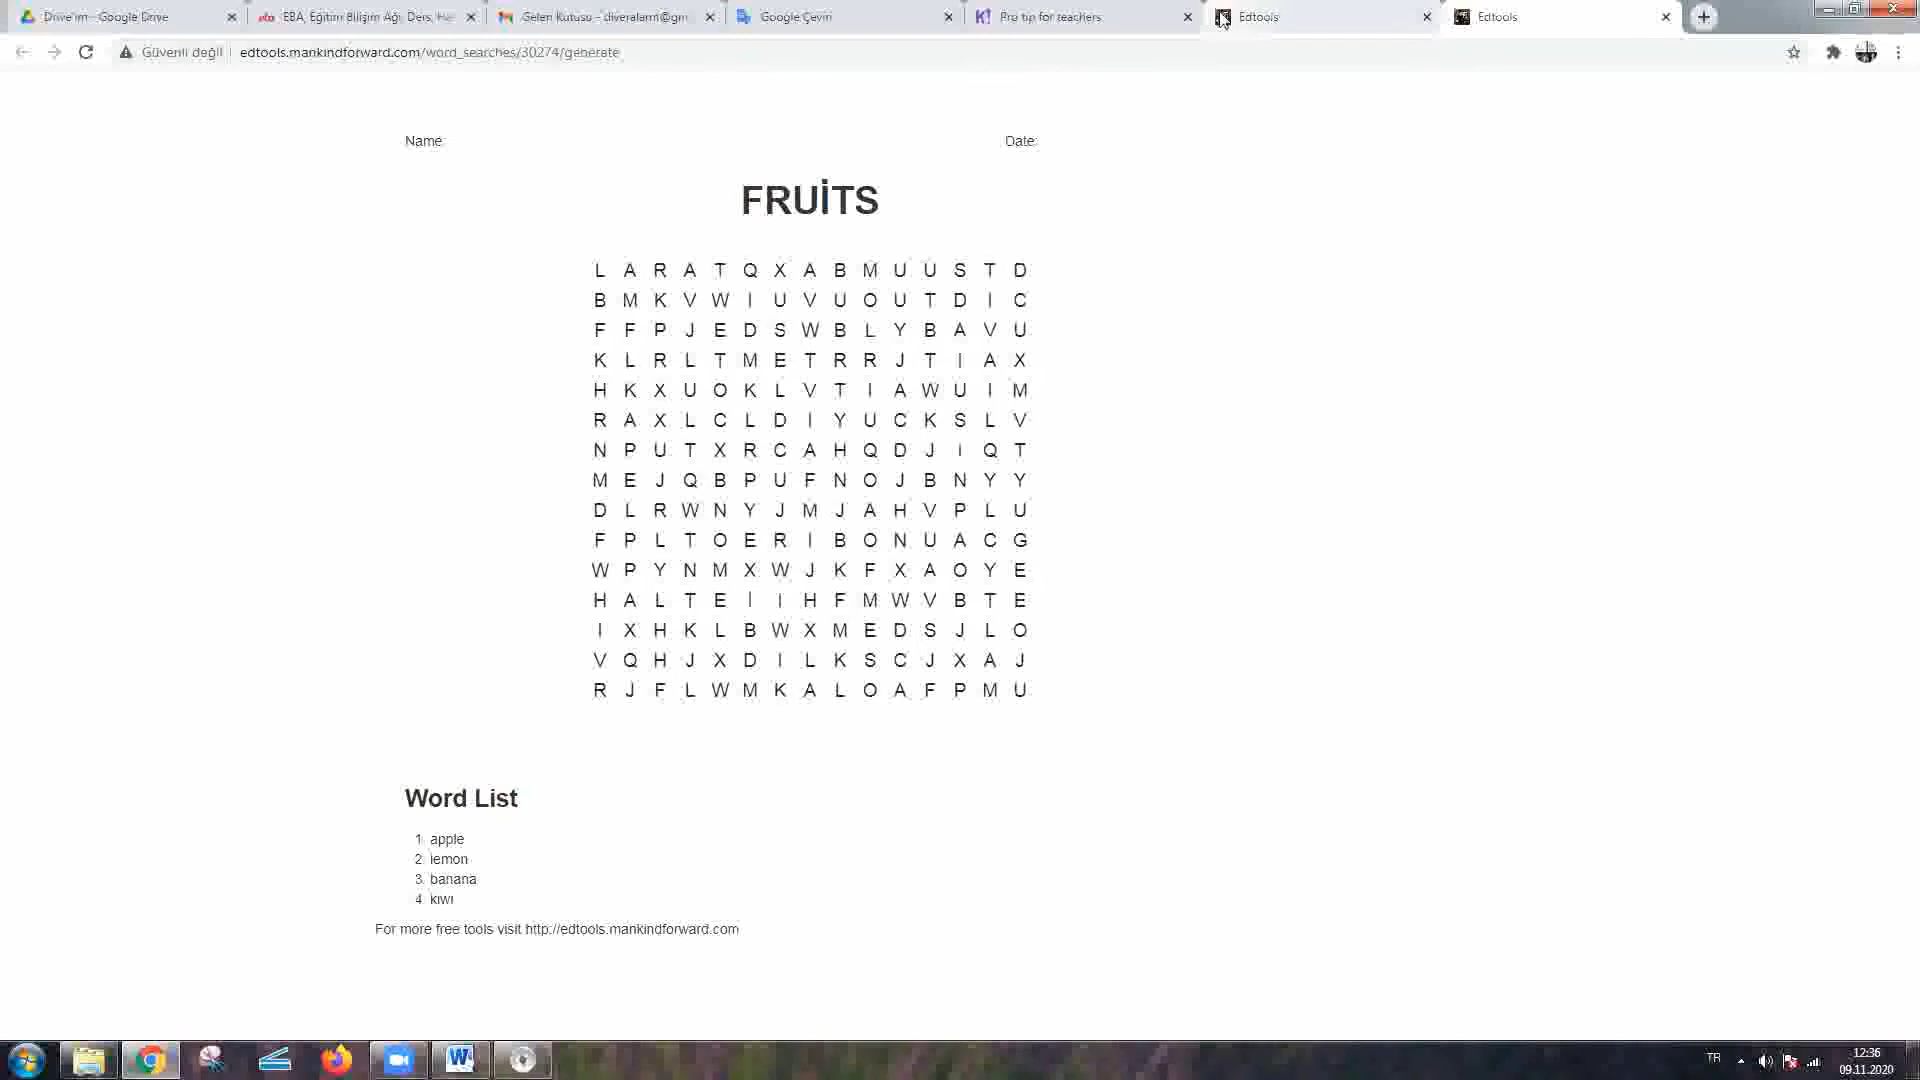 Drive'ım - Google Drive
EBA, Eğitim Bilişim Ağı, Ders, Ha
Gelen Kutusu - diveralamt@gm
Google Çeviri
Pro tip for teachers
Edtools
Edtools
Güvenli değil
edtools.mankindforward.com/word_searches/30274/generate
Name:
Date:
FRUİTS
L A R A T Q X A B M U U S T D
B M K V W I U V U O U T D I C
F F P J E D S W B L Y B A V U
K L R L T M E T R R J T I A X
H K X U O K L V T I A W U I M
R A X L C L D I Y U C K S L V
N P U T X R C A H Q D J I Q T
M E J Q B P U F N O J B N Y Y
D L R W N Y J M J A H V P L U
F P L T O E R I B O N U A C G
W P Y N M X W J K F X A O Y E
H A L T E I I H F M W V B T E
I X H K L B W X M E D S J L O
V Q H J X D I L K S C J X A J
R J F L W M K A L O A F P M U
Word List
1. apple
2. lemon
3. banana
4. kiwi
For more free tools visit http://edtools.mankindforward.com
TR
12:36
09.11.2020